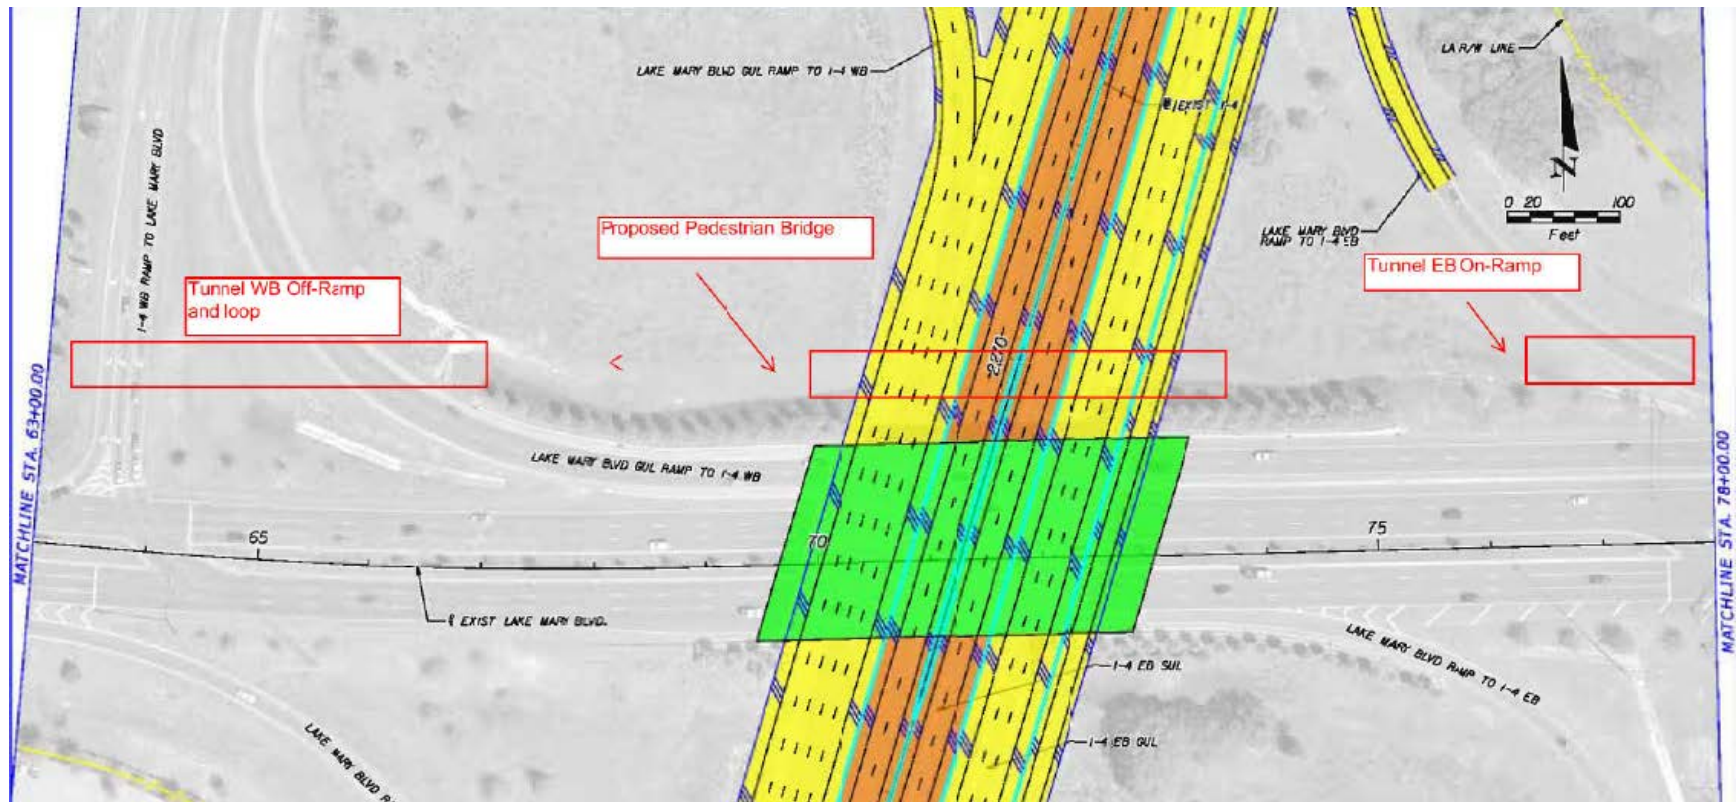 LAKE MARY BLVD GUL RAMP TO I-4 WB
LA R/W LINE
EXIST I-4
I-4 WB RAMP TO LAKE MARY BLVD
Proposed Pedestrian Bridge
LAKE MARY BLVD
RAMP TO I-4 EB
Z
0 20 100
Feet
Tunnel WB Off-Ramp
and loop
Tunnel EB On-Ramp
2270
MATCHLINE STA. 63+00.00
LAKE MARY BLVD GUL RAMP TO I-4 WB
MATCHLINE STA. 78+00.00
65
70
75
EXIST LAKE MARY BLVD.
LAKE MARY BLVD RAMP TO I-4 EB
I-4 EB SUL
I-4 EB GUL
LAKE MARY BLVD